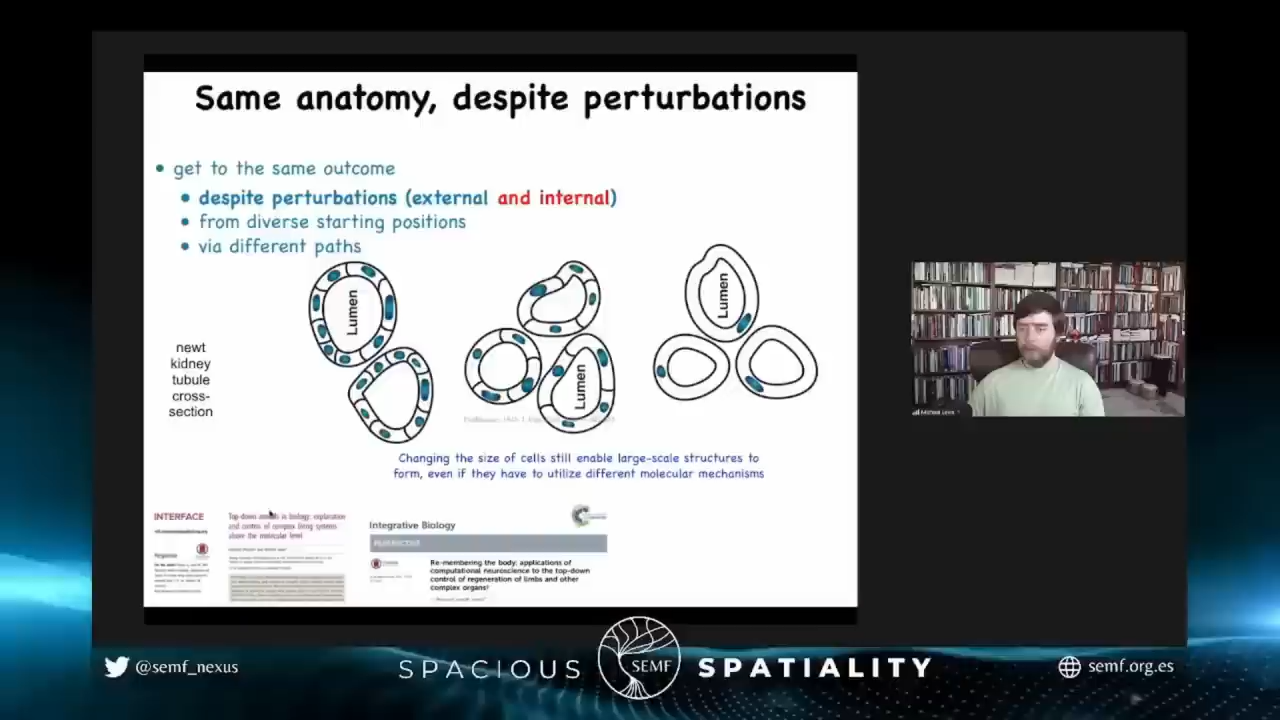 Same anatomy, despite perturbations
• get to the same outcome
• despite perturbations (external and internal)
• from diverse starting positions
• via different paths
Lumen
Lumen
Lumen
newt
kidney
tubule
cross-
section
Changing the size of cells still enable large-scale structures to
form, even if they have to utilize different molecular mechanisms
INTERFACE
Top-down models in biology: explanation
and control of complex living systems
above the molecular level
Integrative Biology
PERSPECTIVE
Re-membering the body: applications of
computational neuroscience to the top-down
control of regeneration of limbs and other
complex organs
@semf_nexus
SPACIOUS
SEMF
SPATIALITY
semf.org.es